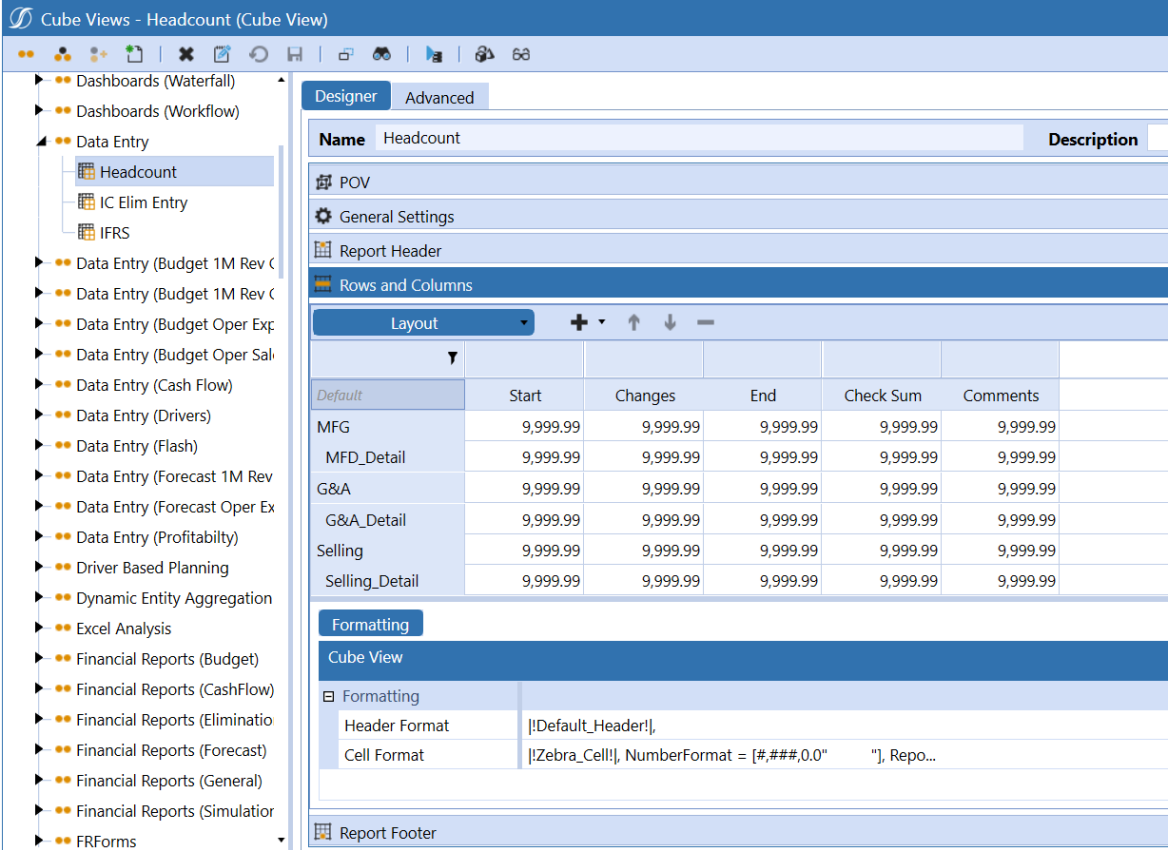 Cube Views - Headcount (Cube View)
Dashboards (Waterfall)
Dashboards (Workflow)
Data Entry
Headcount
IC Elim Entry
IFRS
Data Entry (Budget 1M Rev
Data Entry (Budget 1M Rev
Data Entry (Budget Oper Exp
Data Entry (Budget Oper Sal
Data Entry (Cash Flow)
Data Entry (Drivers)
Data Entry (Flash)
Data Entry (Forecast 1M Rev
Data Entry (Forecast Oper Ex
Data Entry (Profitabilty)
Driver Based Planning
Dynamic Entity Aggregation
Excel Analysis
Financial Reports (Budget)
Financial Reports (CashFlow)
Financial Reports (Eliminatio
Financial Reports (Forecast)
Financial Reports (General)
Financial Reports (Simulation
FRForms
Designer Advanced
Name Headcount Description
POV
General Settings
Report Header
Rows and Columns
Layout
Default Start Changes End Check Sum Comments
MFG 9,999.99 9,999.99 9,999.99 9,999.99 9,999.99
MFD_Detail 9,999.99 9,999.99 9,999.99 9,999.99 9,999.99
G&A 9,999.99 9,999.99 9,999.99 9,999.99 9,999.99
G&A_Detail 9,999.99 9,999.99 9,999.99 9,999.99 9,999.99
Selling 9,999.99 9,999.99 9,999.99 9,999.99 9,999.99
Selling_Detail 9,999.99 9,999.99 9,999.99 9,999.99 9,999.99
Formatting
Cube View
Formatting
Header Format |!Default_Header!|,
Cell Format |!Zebra_Cell!|, NumberFormat = [#,###,0.0" "], Repo...
Report Footer